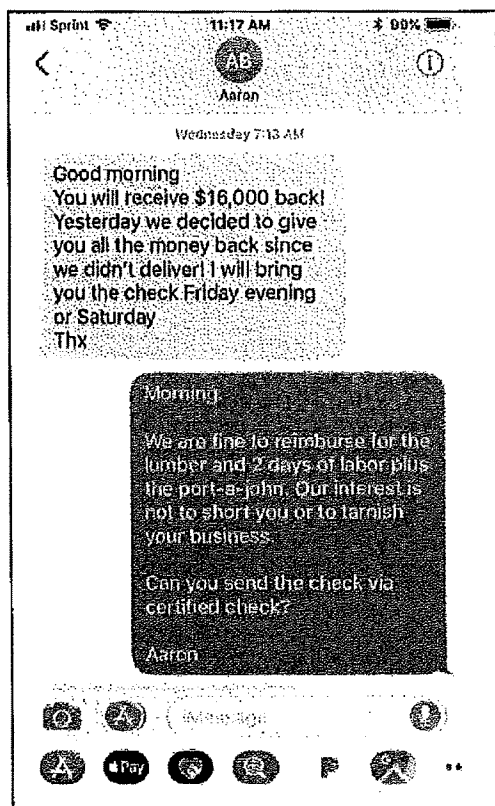 Sprint 11:17 AM 99%
AB
Aaron
Wednesday 7:13 AM
Good morning
You will receive $16,000 back!
Yesterday we decided to give
you all the money back since
we didn't deliver! I will bring
you the check Friday evening
or Saturday
Thx
Morning
We are fine to reimburse for the
lumber and 2 days of labor plus
the port-a-john. Our interest is
not to short you or to tarnish
your business.
Can you send the check via
certified check?
Aaron
iMessage
Pay